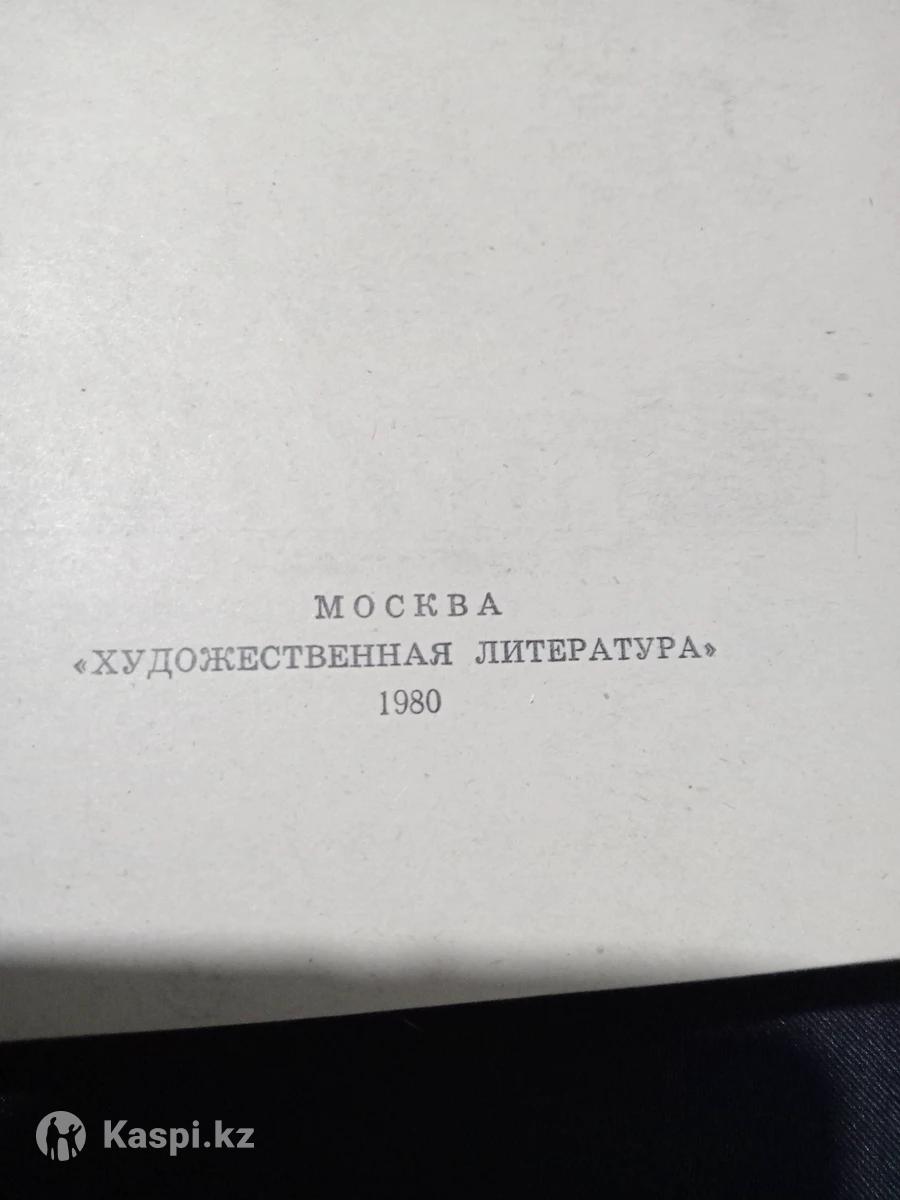 МОСКВА
«ХУДОЖЕСТВЕННАЯ ЛИТЕРАТУРА»
1980
Kaspi.kz